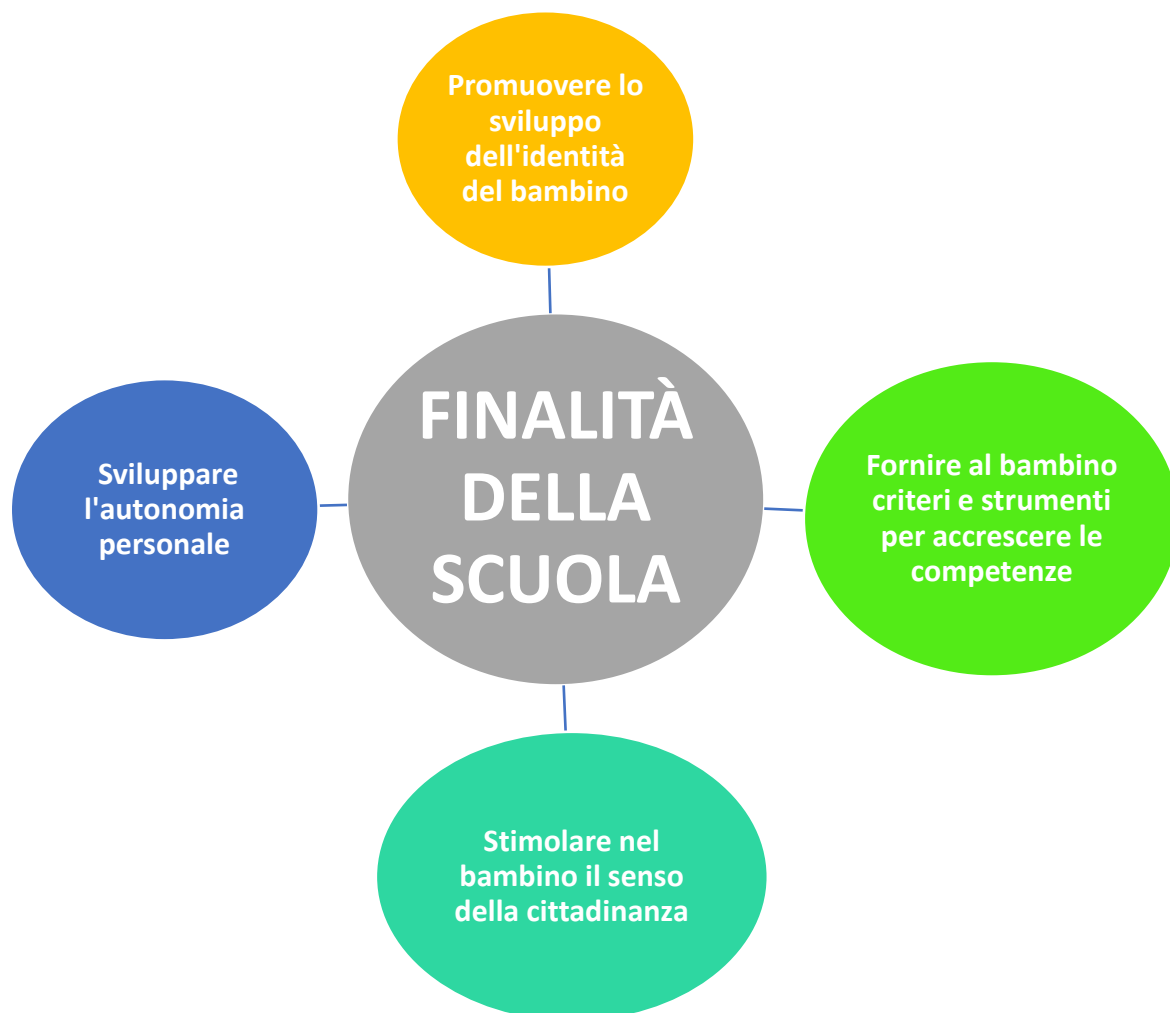 Promuovere lo
sviluppo
dell'identità
del bambino
FINALITÀ
DELLA
SCUOLA
Sviluppare
l'autonomia
personale
Fornire al bambino
criteri e strumenti
per accrescere le
competenze
Stimolare nel
bambino il senso
della cittadinanza